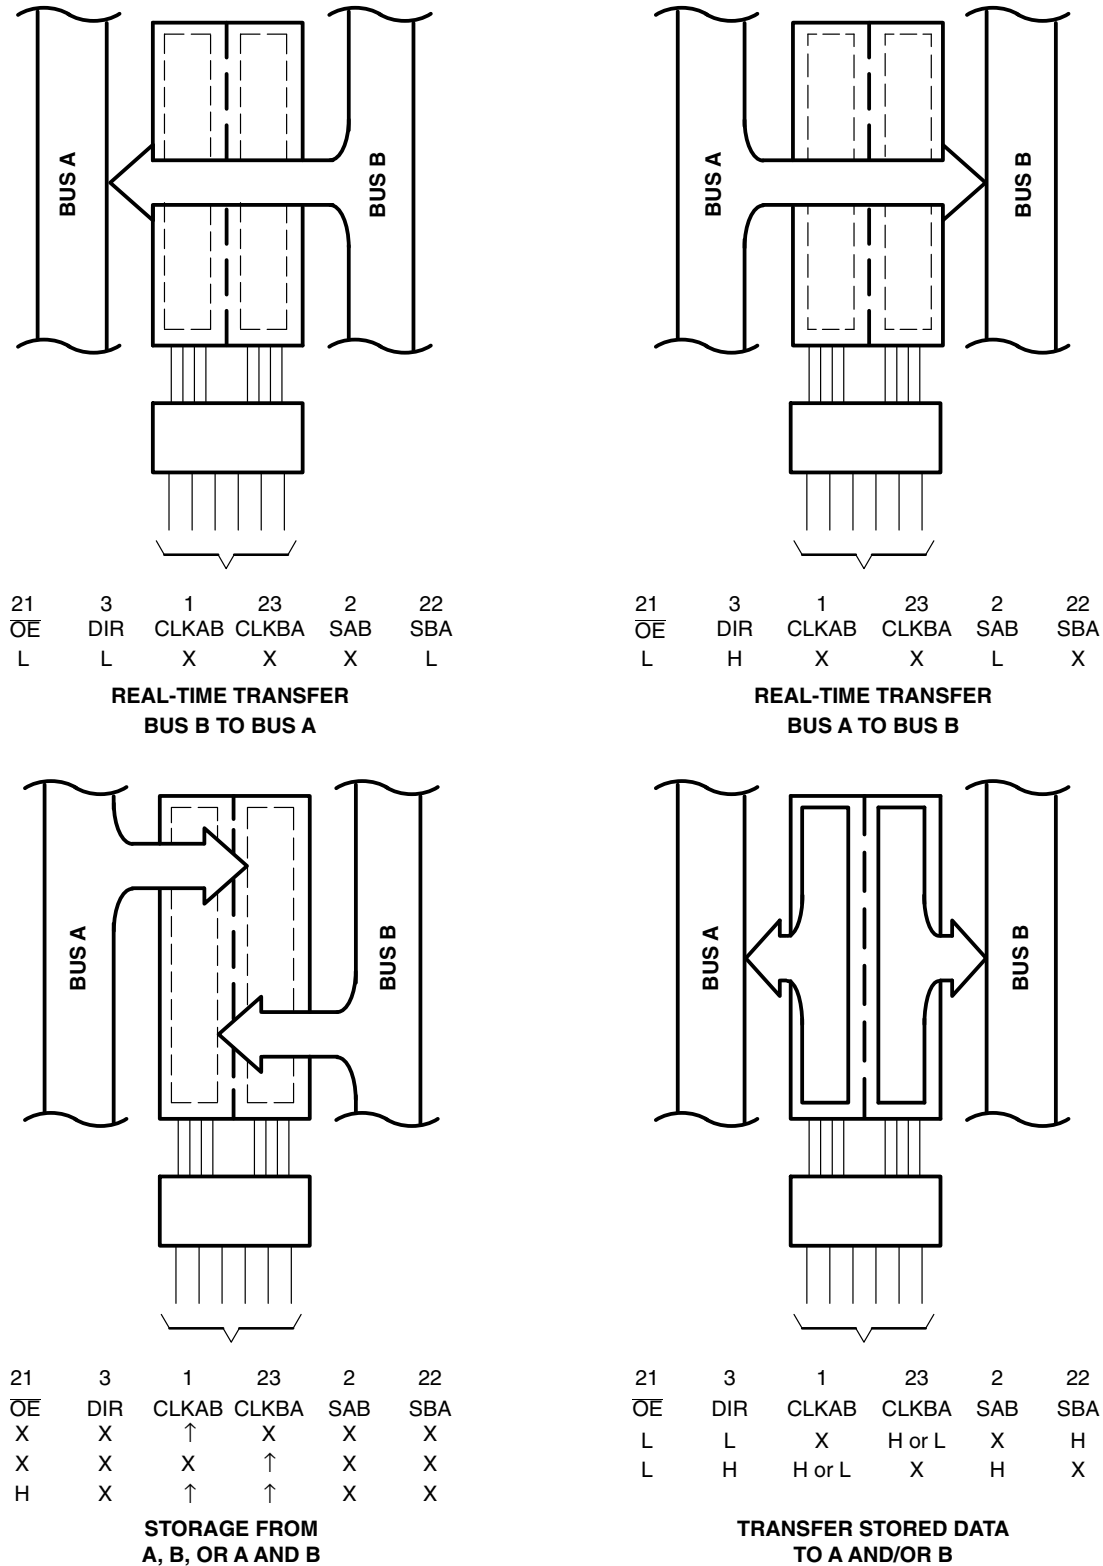 BUS A
BUS B
21 3 1 23 2 22
OE DIR CLKAB CLKBA SAB SBA
L L X X X L
REAL-TIME TRANSFER
BUS B TO BUS A
BUS A
BUS B
21 3 1 23 2 22
OE DIR CLKAB CLKBA SAB SBA
L H X X L X
REAL-TIME TRANSFER
BUS A TO BUS B
BUS A
BUS B
21 3 1 23 2 22
OE DIR CLKAB CLKBA SAB SBA
X X ↑ X X X
X X X ↑ X X
H X ↑ ↑ X X
STORAGE FROM
A, B, OR A AND B
BUS A
BUS B
21 3 1 23 2 22
OE DIR CLKAB CLKBA SAB SBA
L L X H or L X H
L H H or L X H X
TRANSFER STORED DATA
TO A AND/OR B